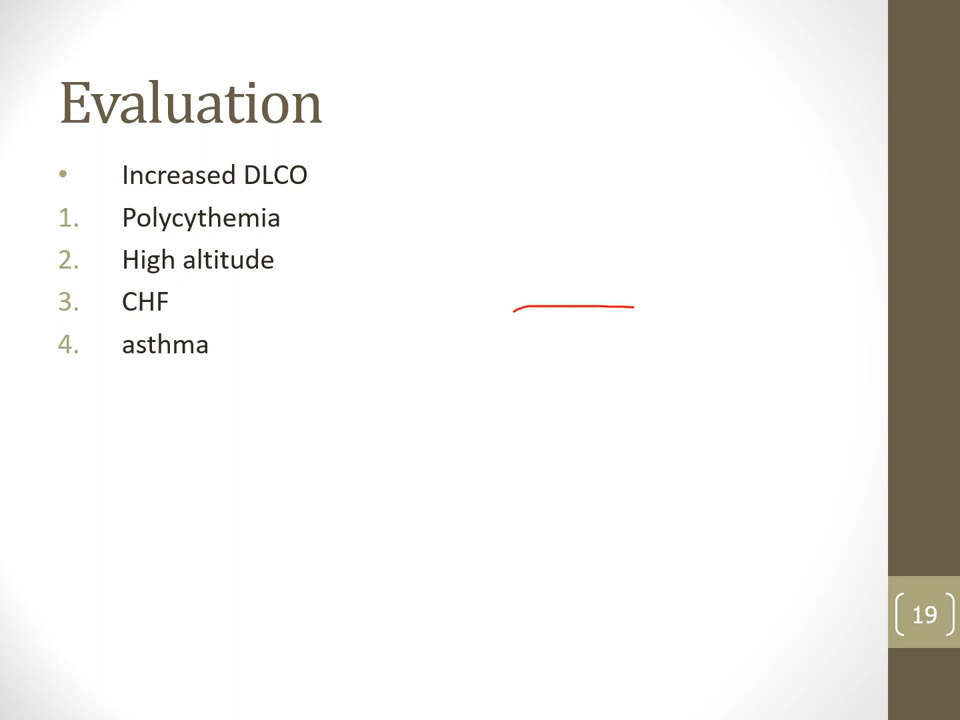 Evaluation
• Increased DLCO
1. Polycythemia
2. High altitude
3. CHF
4. asthma
19